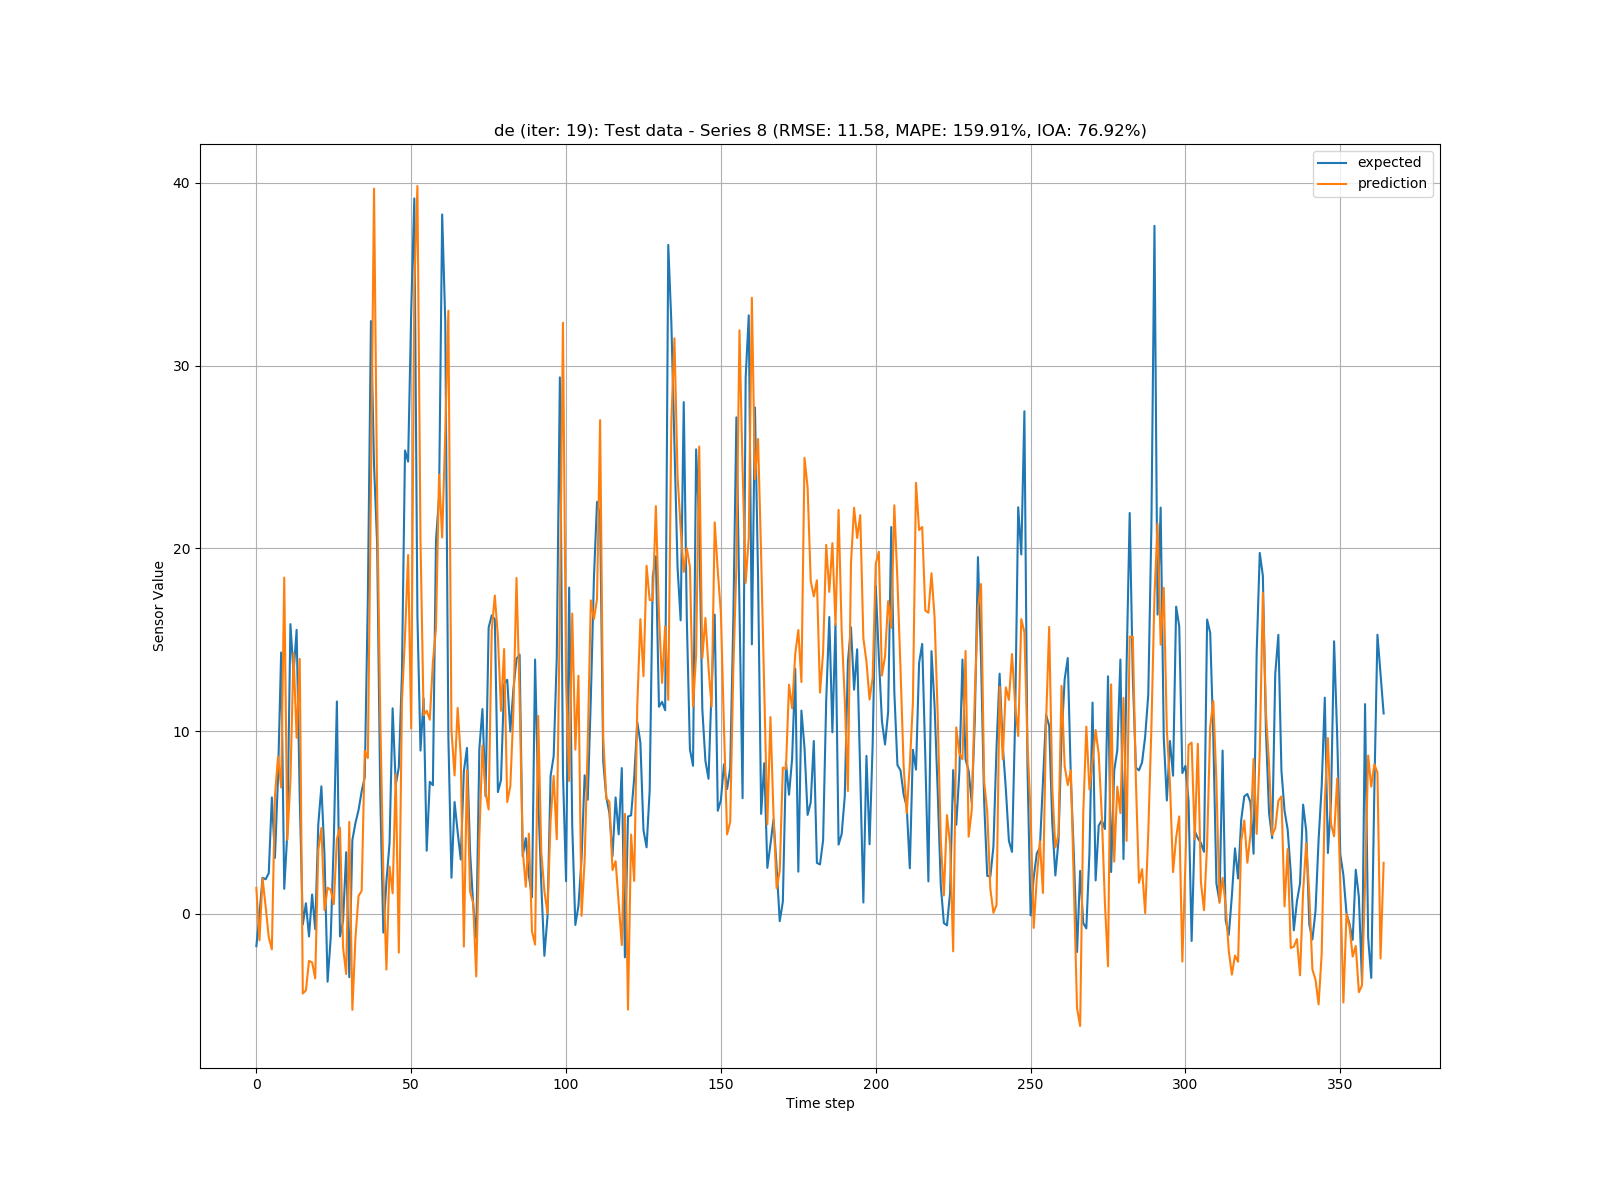 de (iter: 19): Test data - Series 8 (RMSE: 11.58, MAPE: 159.91%, IOA: 76.92%)
expected
prediction
40
30
20
10
0
Sensor Value
0 50 100 150 200 250 300 350
Time step